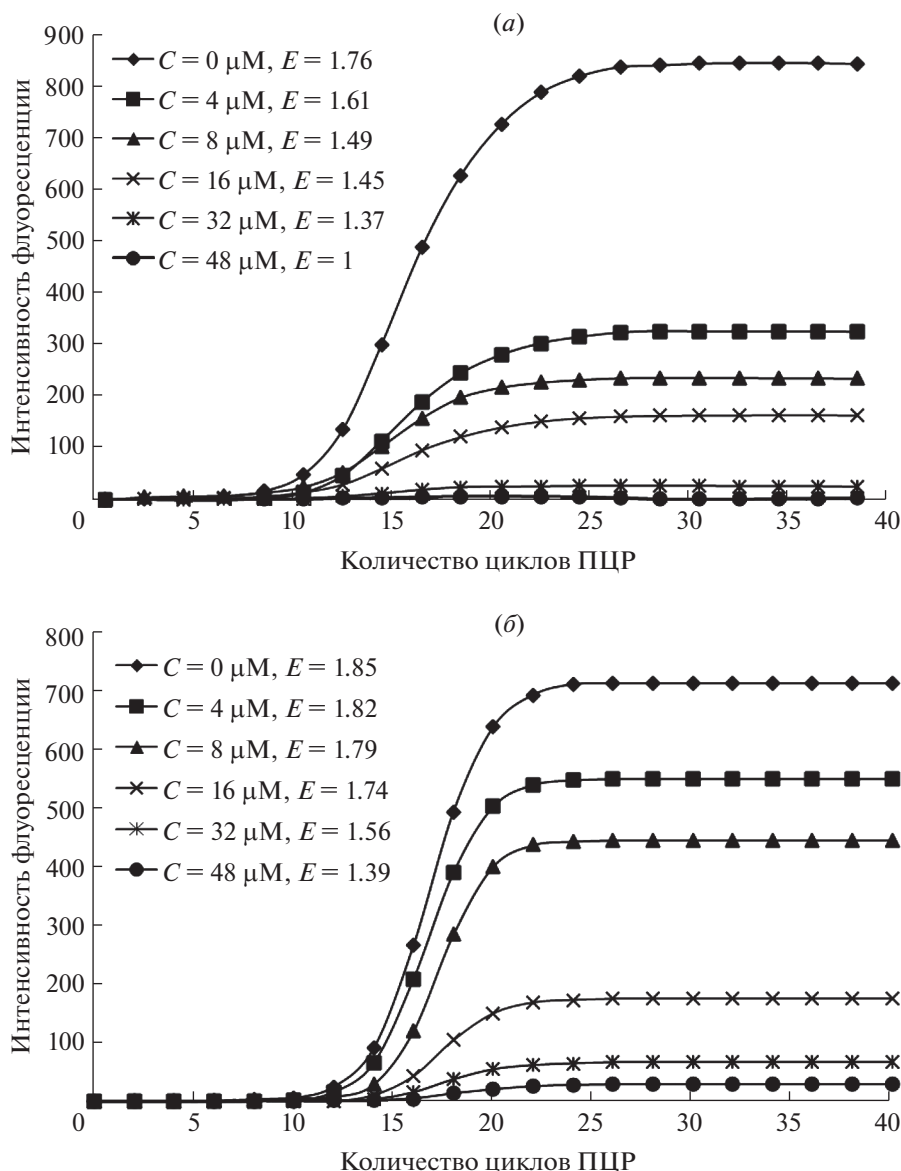 (а)
Интенсивность флуоресценции
900
800
700
600
500
400
300
200
100
0
C = 0 μM, E = 1.76
C = 4 μM, E = 1.61
C = 8 μM, E = 1.49
C = 16 μM, E = 1.45
C = 32 μM, E = 1.37
C = 48 μM, E = 1
5 10 15 20 25 30 35 40
Количество циклов ПЦР
(б)
Интенсивность флуоресценции
800
700
600
500
400
300
200
100
0
C = 0 μM, E = 1.85
C = 4 μM, E = 1.82
C = 8 μM, E = 1.79
C = 16 μM, E = 1.74
C = 32 μM, E = 1.56
C = 48 μM, E = 1.39
5 10 15 20 25 30 35 40
Количество циклов ПЦР